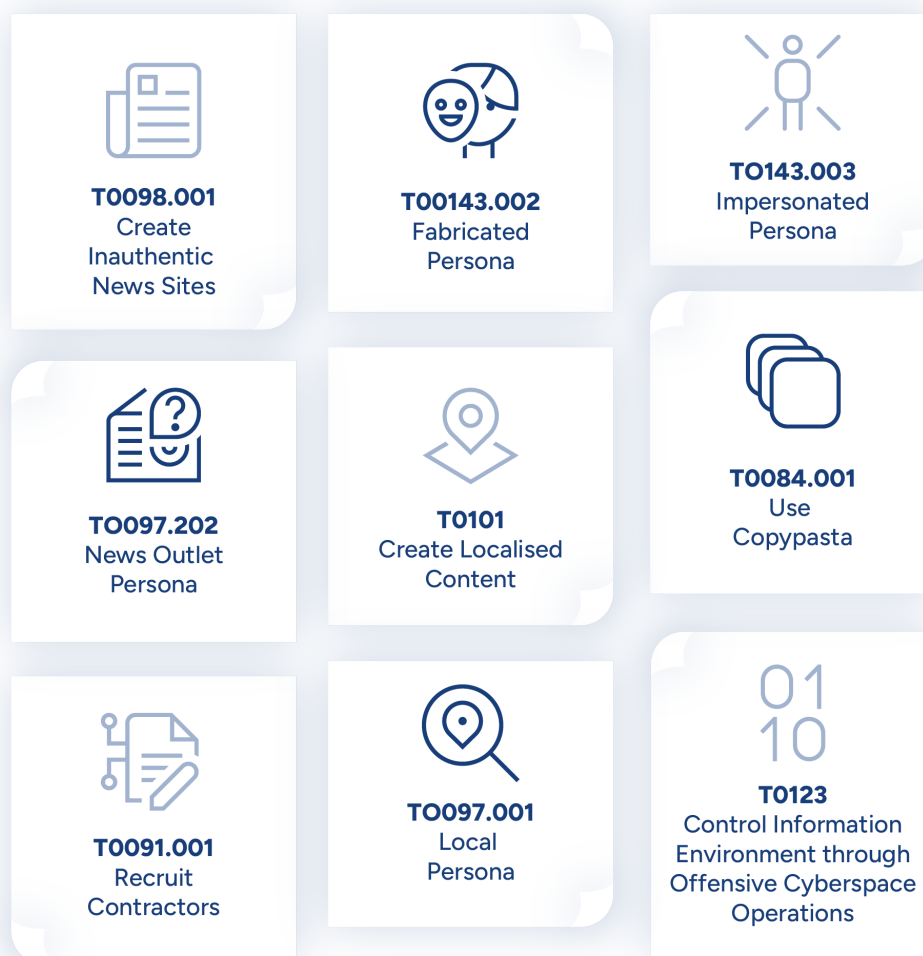 T0098.001
Create
Inauthentic
News Sites
T00143.002
Fabricated
Persona
TO143.003
Impersonated
Persona
TO097.202
News Outlet
Persona
T0101
Create Localised
Content
T0084.001
Use
Copypasta
T0091.001
Recruit
Contractors
TO097.001
Local
Persona
01
10
T0123
Control Information
Environment through
Offensive Cyberspace
Operations